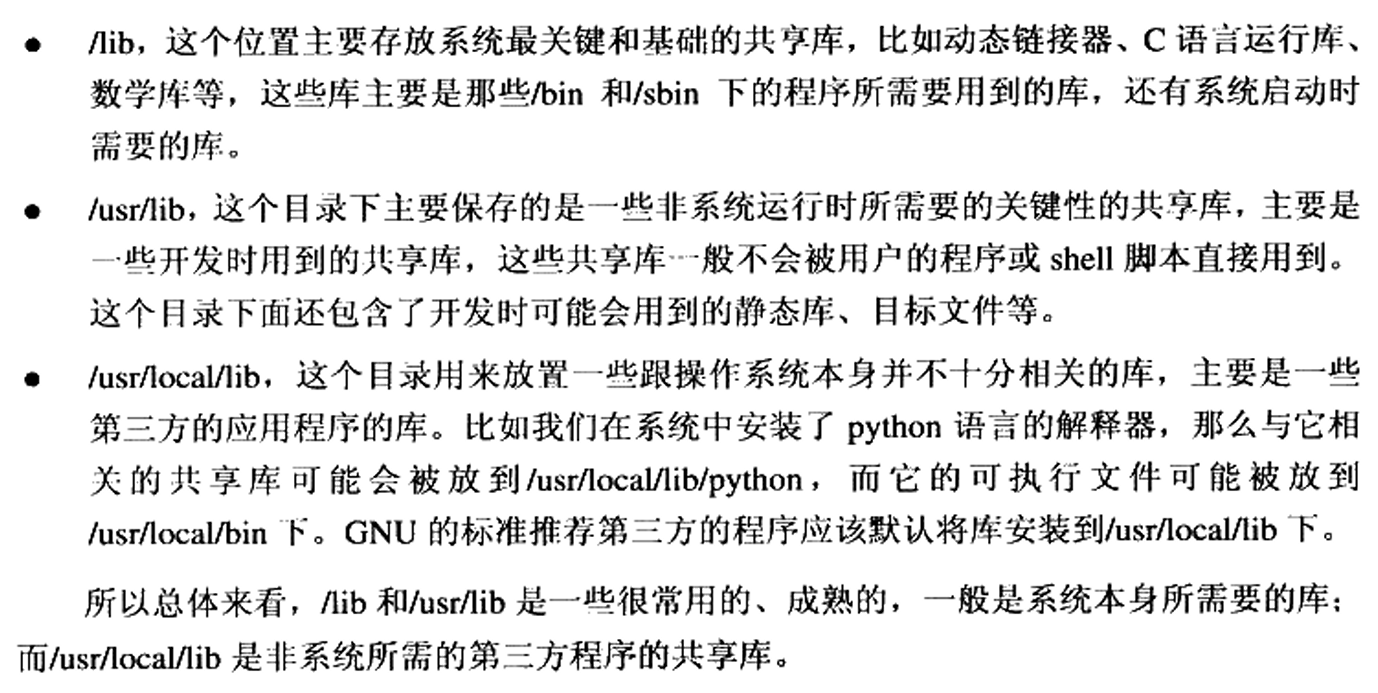 ● /lib，这个位置主要存放系统最关键和基础的共享库，比如动态链接器、C 语言运行库、
数学库等，这些库主要是那些/bin 和/sbin 下的程序所需要用到的库，还有系统启动时
需要的库。
● /usr/lib，这个目录下主要保存的是一些非系统运行时所需要的关键性的共享库，主要是
一些开发时用到的共享库，这些共享库一般不会被用户的程序或 shell 脚本直接用到。
这个目录下面还包含了开发时可能会用到的静态库、目标文件等。
● /usr/local/lib，这个目录用来放置一些跟操作系统本身并不十分相关的库，主要是一些
第三方的应用程序的库。比如我们在系统中安装了 python 语言的解释器，那么与它相
关的共享库可能会被放到/usr/local/lib/python，而它的可执行文件可能被放到
/usr/local/bin 下。GNU 的标准推荐第三方的程序应该默认将库安装到/usr/local/lib 下。
所以总体来看，/lib 和/usr/lib 是一些很常用的、成熟的，一般是系统本身所需要的库；
而/usr/local/lib 是非系统所需的第三方程序的共享库。